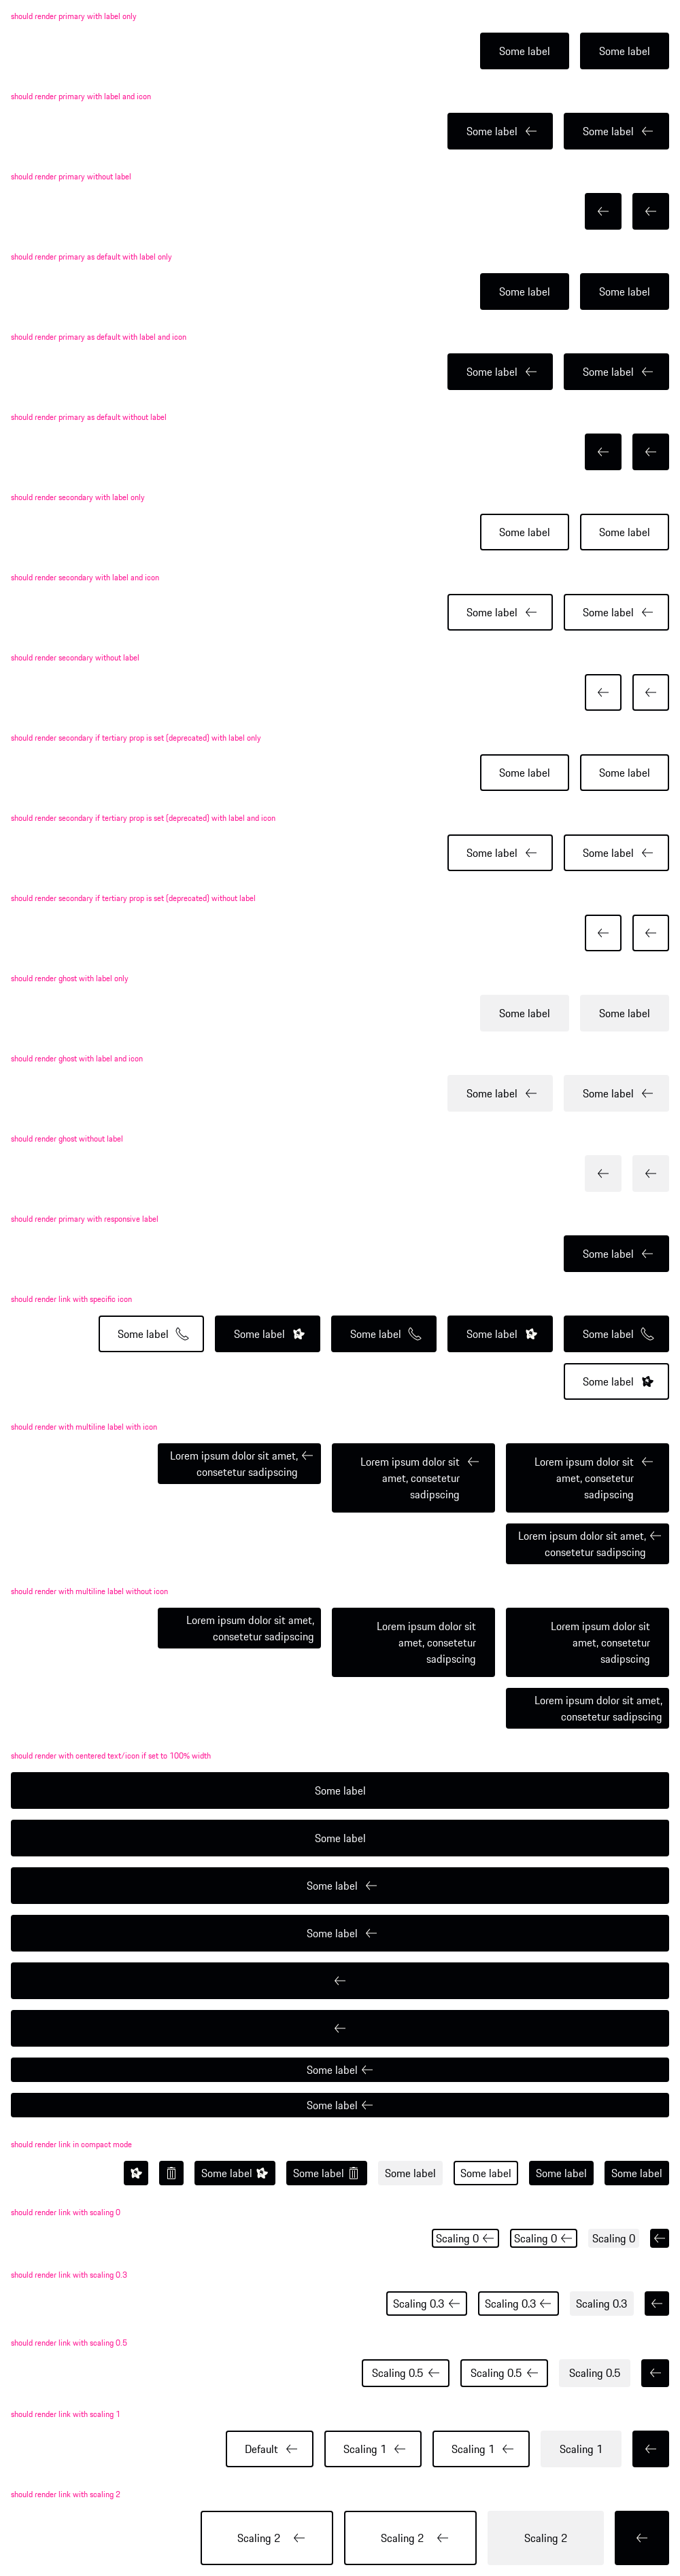 should render primary with label only
Some label Some label
should render primary with label and icon
Some label Some label
should render primary without label
should render primary as default with label only
Some label Some label
should render primary as default with label and icon
Some label Some label
should render primary as default without label
should render secondary with label only
Some label Some label
should render secondary with label and icon
Some label Some label
should render secondary without label
should render secondary if tertiary prop is set (deprecated) with label only
Some label Some label
should render secondary if tertiary prop is set (deprecated) with label and icon
Some label Some label
should render secondary if tertiary prop is set (deprecated) without label
should render ghost with label only
Some label Some label
should render ghost with label and icon
Some label Some label
should render ghost without label
should render primary with responsive label
Some label
should render link with specific icon
Some label Some label Some label Some label Some label
Some label
should render with multiline label with icon
Lorem ipsum dolor sit amet,
consetetur sadipscing
Lorem ipsum dolor sit
amet, consetetur
sadipscing
Lorem ipsum dolor sit
amet, consetetur
sadipscing
Lorem ipsum dolor sit amet,
consetetur sadipscing
should render with multiline label without icon
Lorem ipsum dolor sit amet,
consetetur sadipscing
Lorem ipsum dolor sit
amet, consetetur
sadipscing
Lorem ipsum dolor sit
amet, consetetur
sadipscing
Lorem ipsum dolor sit amet,
consetetur sadipscing
should render with centered text/icon if set to 100% width
Some label
Some label
Some label
Some label
Some label
Some label
should render link in compact mode
Some label Some label Some label Some label Some label Some label
should render link with scaling 0
Scaling 0 Scaling 0 Scaling 0
should render link with scaling 0.3
Scaling 0.3 Scaling 0.3 Scaling 0.3
should render link with scaling 0.5
Scaling 0.5 Scaling 0.5 Scaling 0.5
should render link with scaling 1
Default Scaling 1 Scaling 1 Scaling 1
should render link with scaling 2
Scaling 2 Scaling 2 Scaling 2